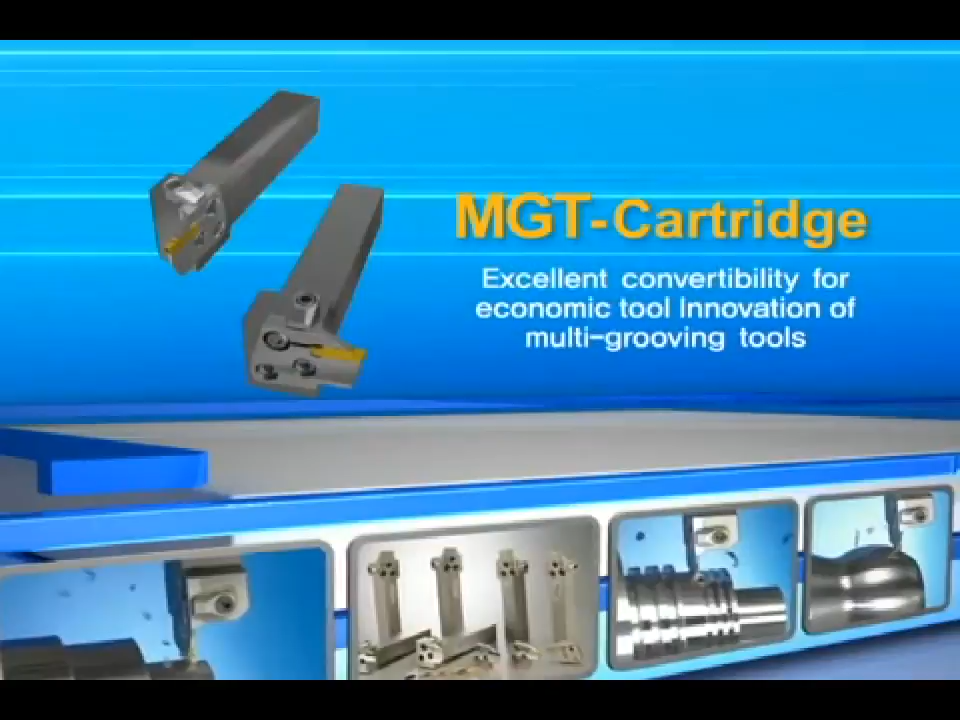 MGT-Cartridge
Excellent convertibility for
economic tool Innovation of
multi-grooving tools